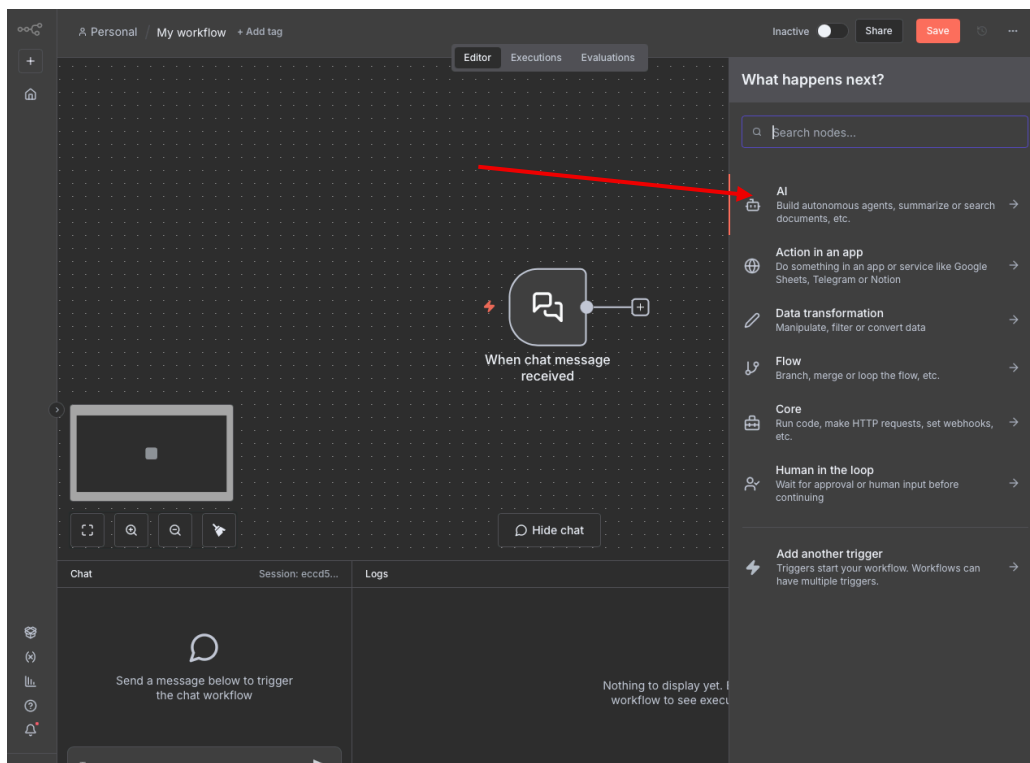 Personal / My workflow + Add tag
Inactive Share Save
Editor Executions Evaluations
What happens next?
Search nodes...
AI
Build autonomous agents, summarize or search
documents, etc.
Action in an app
Do something in an app or service like Google
Sheets, Telegram or Notion
Data transformation
Manipulate, filter or convert data
Flow
Branch, merge or loop the flow, etc.
Core
Run code, make HTTP requests, set webhooks,
etc.
Human in the loop
Wait for approval or human input before
continuing
Add another trigger
Triggers start your workflow. Workflows can
have multiple triggers.
When chat message
received
Hide chat
Chat Session: eccd5... Logs
Send a message below to trigger
the chat workflow
Nothing to display yet.
workflow to see